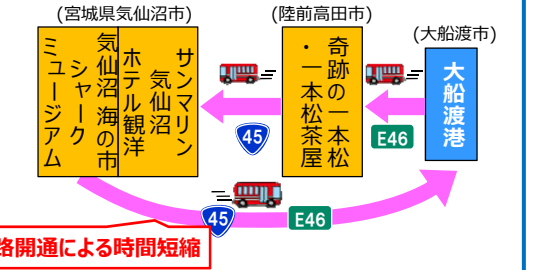 (宮城県気仙沼市)
(陸前高田市)
(大船渡市)
サンマリン
気仙沼
ホテル観洋
気仙沼 海の市
シャーク
ミュージアム
奇跡の一本松
・一本松茶屋
大船渡港
45
E46
45
E46
路開通による時間短縮